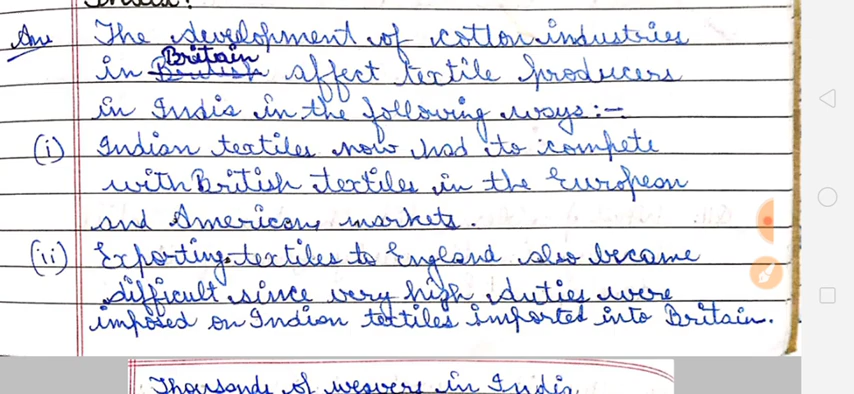 India?
Ans The development of cotton industries
in British Britain affect textile producers
in India in the following ways :-
(i) Indian textiles now had to compete
with British textiles in the European
and American markets.
(ii) Exporting textiles to England also became
difficult since very high duties were
imposed on Indian textiles imported into Britain.
Thousands of weavers in India